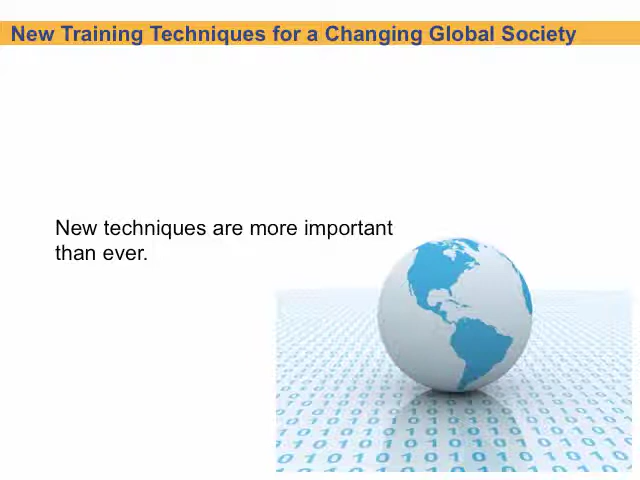 New Training Techniques for a Changing Global Society
New techniques are more important
than ever.